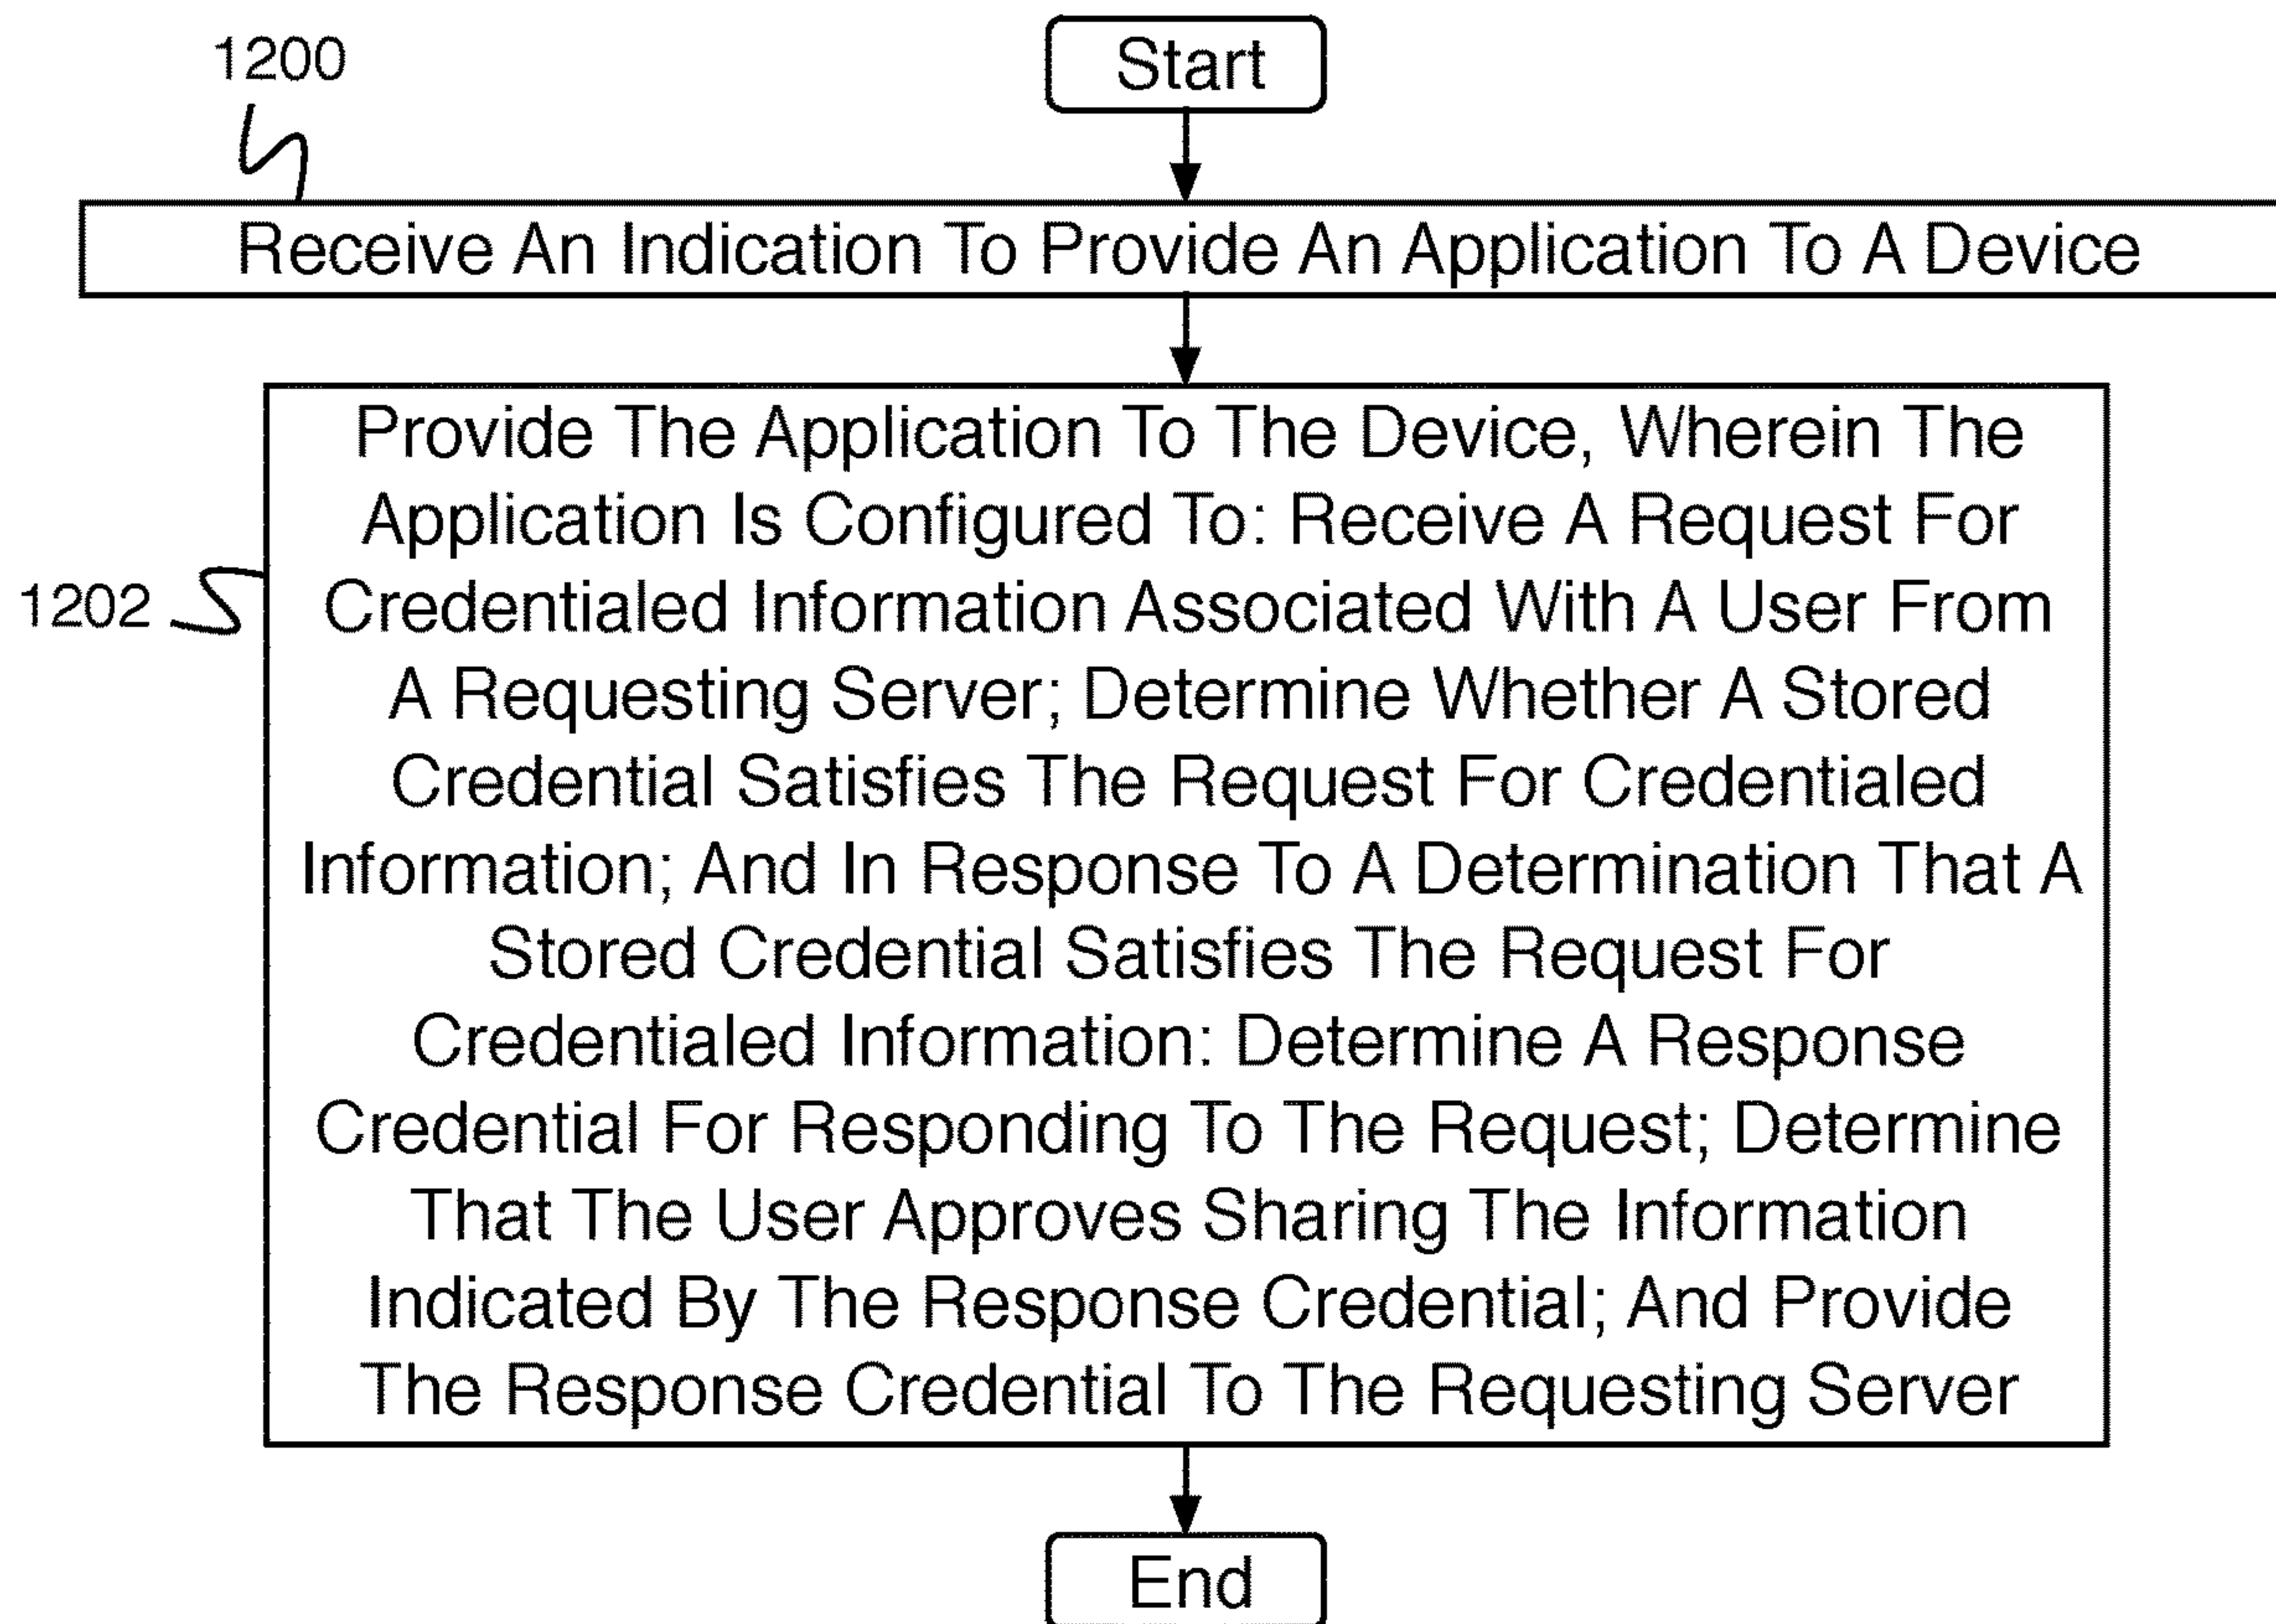 1200
Start
Receive An Indication To Provide An Application To A Device
Provide The Application To The Device, Wherein The
Application Is Configured To: Receive A Request For
1202
Credentialed Information Associated With A User From
A Requesting Server; Determine Whether A Stored
Credential Satisfies The Request For Credentialed
Information; And In Response To A Determination That A
Stored Credential Satisfies The Request For
Credentialed Information: Determine A Response
Credential For Responding To The Request; Determine
That The User Approves Sharing The Information
Indicated By The Response Credential; And Provide
The Response Credential To The Requesting Server
End